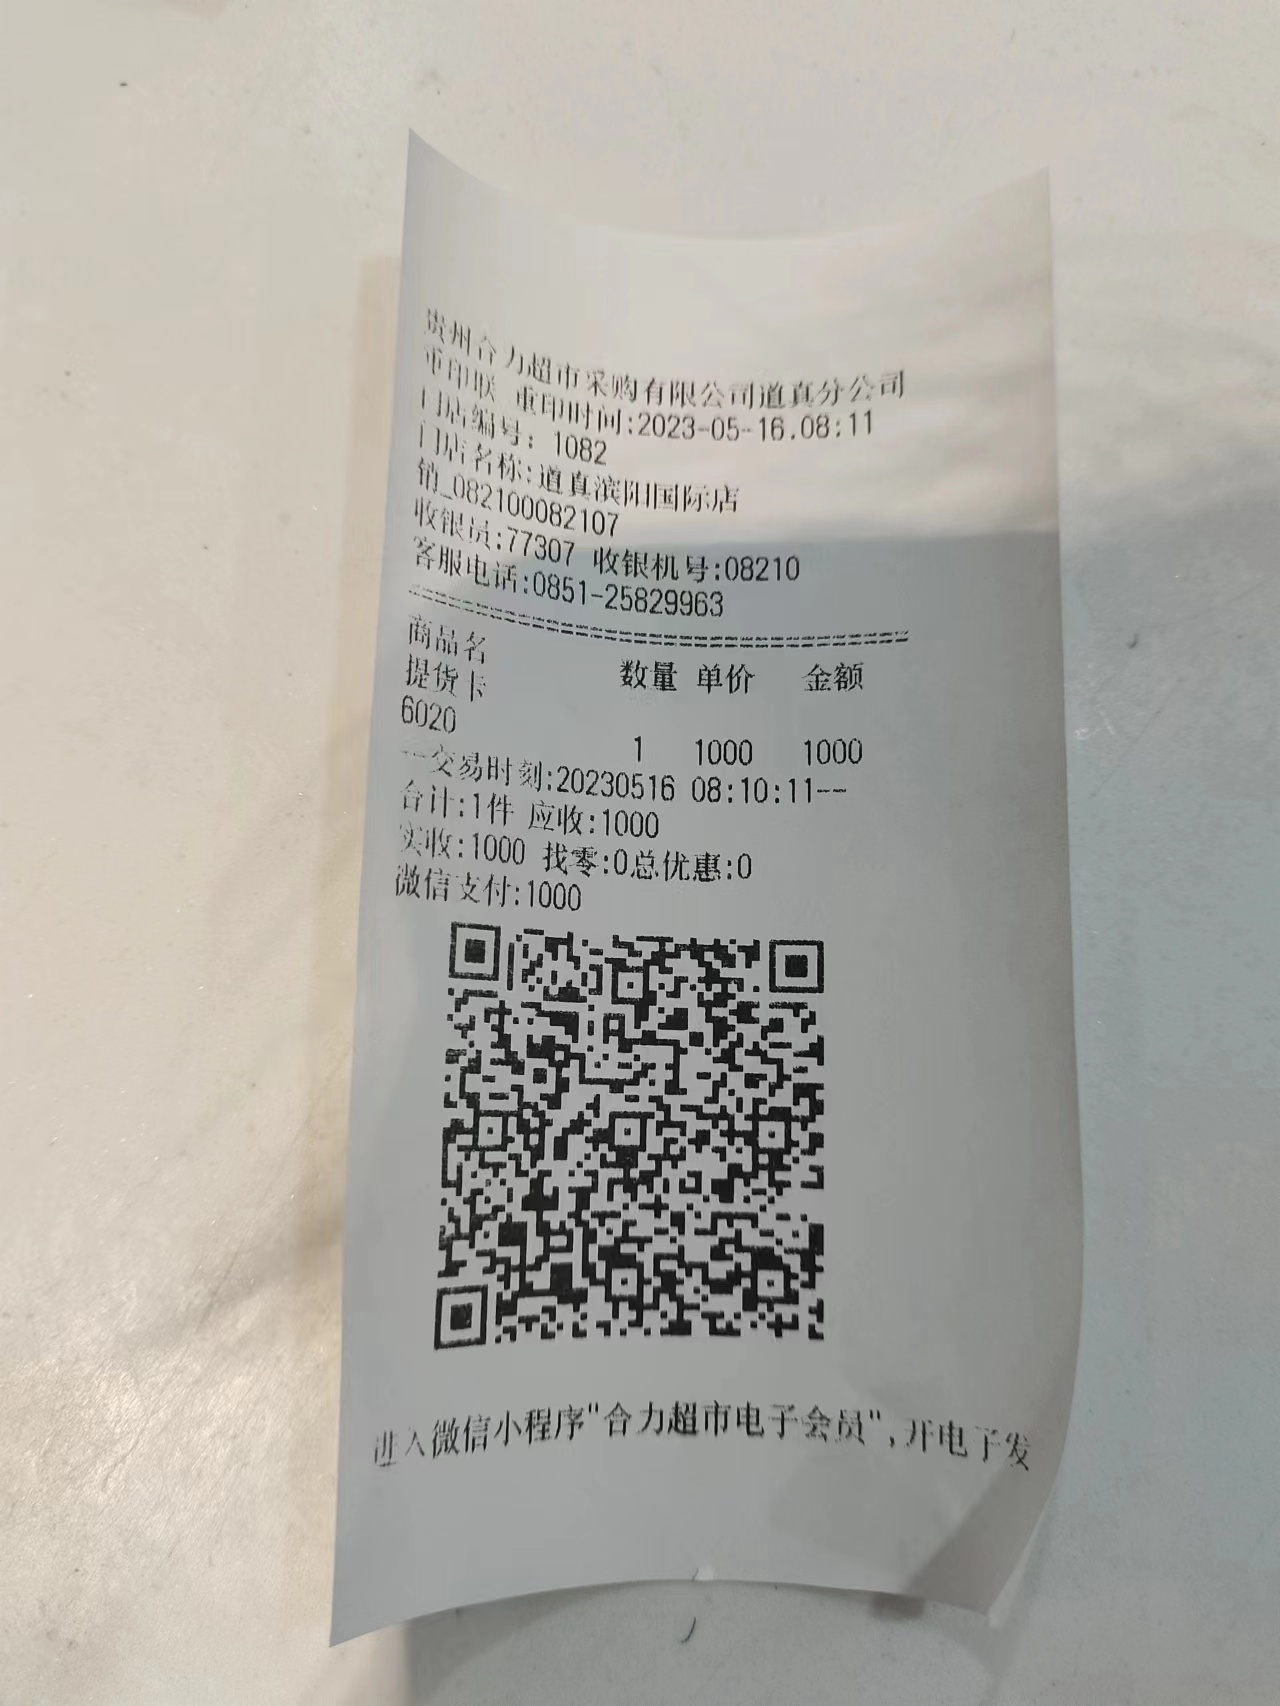 贵州合力超市采购有限公司道真分公司
重印联 重印时间:2023-05-16.08:11
门店编号: 1082
门店名称:道真滨阳国际店
销_082100082107
收银员:77307 收银机号:08210
客服电话:0851-25829963
商品名 数量 单价 金额
提货卡
6020 1 1000 1000
--交易时刻:20230516 08:10:11--
合计:1件 应收:1000
实收:1000 找零:0总优惠:0
微信支付:1000
进入微信小程序"合力超市电子会员",开电子发